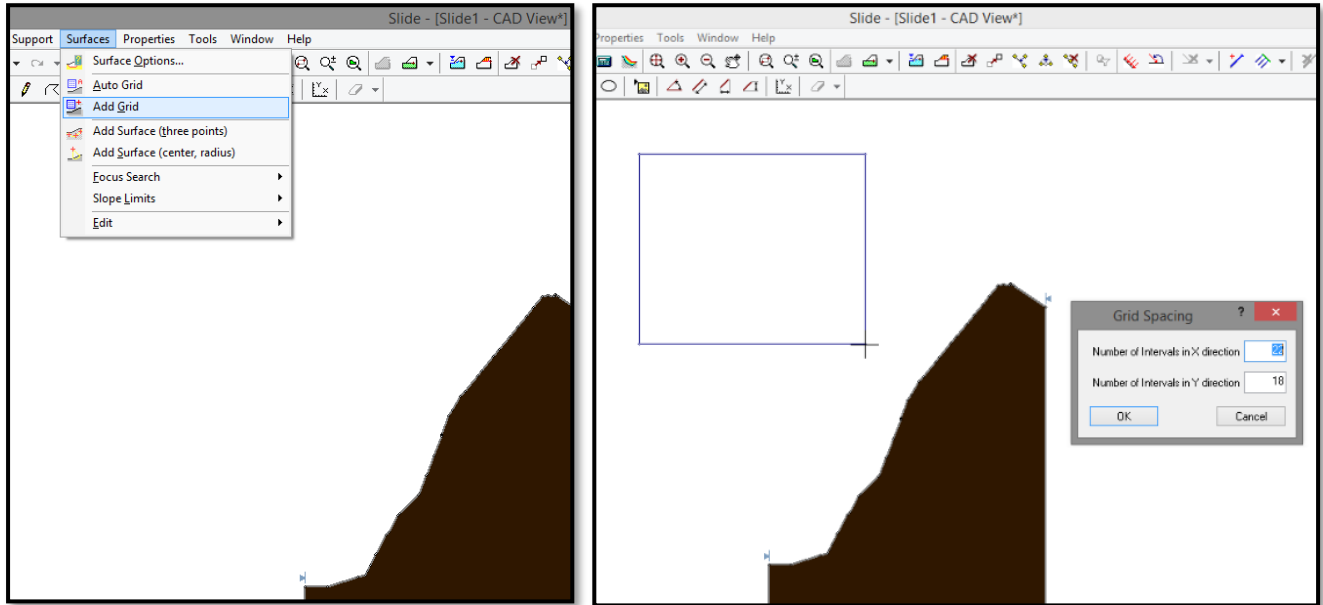 Slide - [Slide1 - CAD View*]
Support Surfaces Properties Tools Window Help
Surface Options...
Auto Grid
Add Grid
Add Surface (three points)
Add Surface (center, radius)
Focus Search
Slope Limits
Edit
Slide - [Slide1 - CAD View*]
Properties Tools Window Help
Grid Spacing ? ×
Number of Intervals in X direction 22
Number of Intervals in Y direction 18
OK Cancel